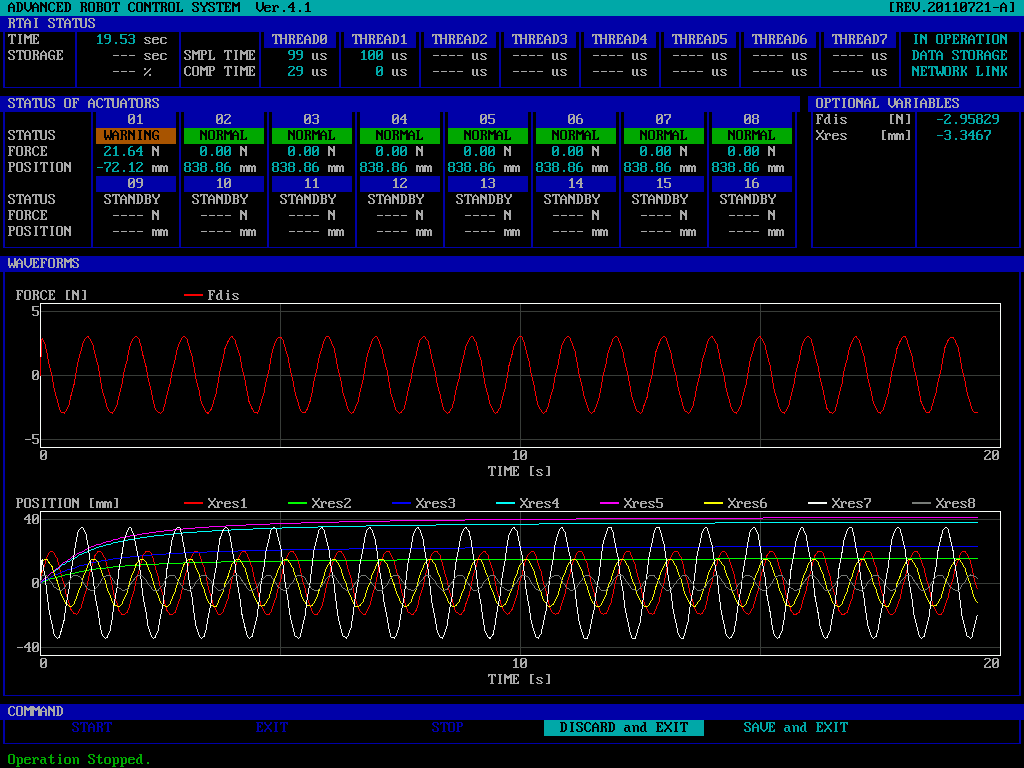 ADVANCED ROBOT CONTROL SYSTEM Ver.4.1 [REV.20110721-A]
RTAI STATUS
TIME 19.53 sec THREAD0 THREAD1 THREAD2 THREAD3 THREAD4 THREAD5 THREAD6 THREAD7 IN OPERATION
STORAGE --- sec SMPL TIME 99 us 100 us ---- us ---- us ---- us ---- us ---- us ---- us DATA STORAGE
--- % COMP TIME 29 us 0 us ---- us ---- us ---- us ---- us ---- us ---- us NETWORK LINK
STATUS OF ACTUATORS OPTIONAL VARIABLES
01 02 03 04 05 06 07 08 Fdis [N] -2.95829
STATUS WARNING NORMAL NORMAL NORMAL NORMAL NORMAL NORMAL NORMAL Xres [mm] -3.3467
FORCE 21.64 N 0.00 N 0.00 N 0.00 N 0.00 N 0.00 N 0.00 N 0.00 N
POSITION -72.12 mm 838.86 mm 838.86 mm 838.86 mm 838.86 mm 838.86 mm 838.86 mm 838.86 mm
09 10 11 12 13 14 15 16
STATUS STANDBY STANDBY STANDBY STANDBY STANDBY STANDBY STANDBY STANDBY
FORCE ---- N ---- N ---- N ---- N ---- N ---- N ---- N ---- N
POSITION ---- mm ---- mm ---- mm ---- mm ---- mm ---- mm ---- mm ---- mm
WAVEFORMS
FORCE [N] Fdis
5
0
-5
0 10 20
TIME [s]
POSITION [mm] Xres1 Xres2 Xres3 Xres4 Xres5 Xres6 Xres7 Xres8
40
0
-40
0 10 20
TIME [s]
COMMAND
START EXIT STOP DISCARD and EXIT SAVE and EXIT
Operation Stopped.